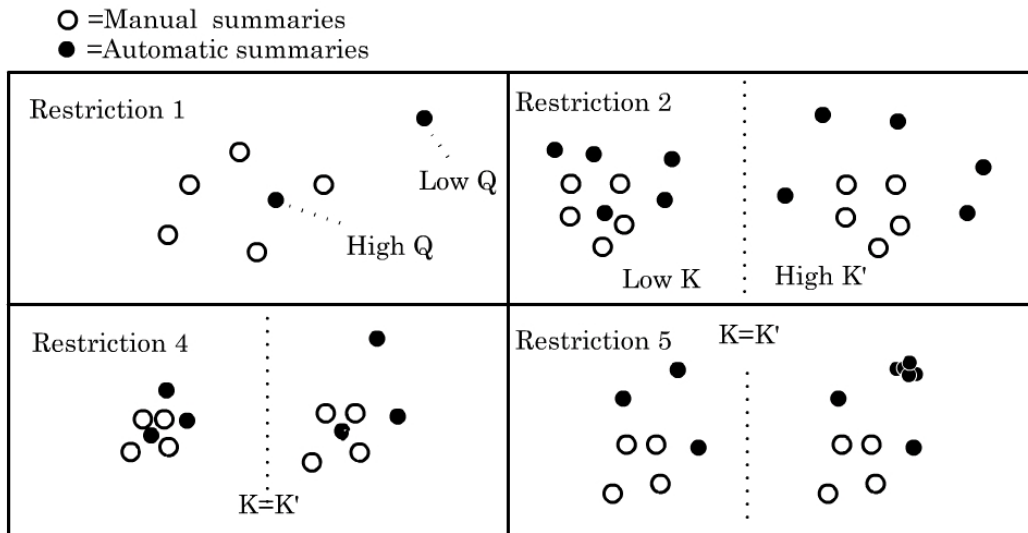 =Manual summaries
=Automatic summaries
Restriction 1
Low Q
High Q
Restriction 2
Low K
High K'
Restriction 4
K=K'
Restriction 5
K=K'